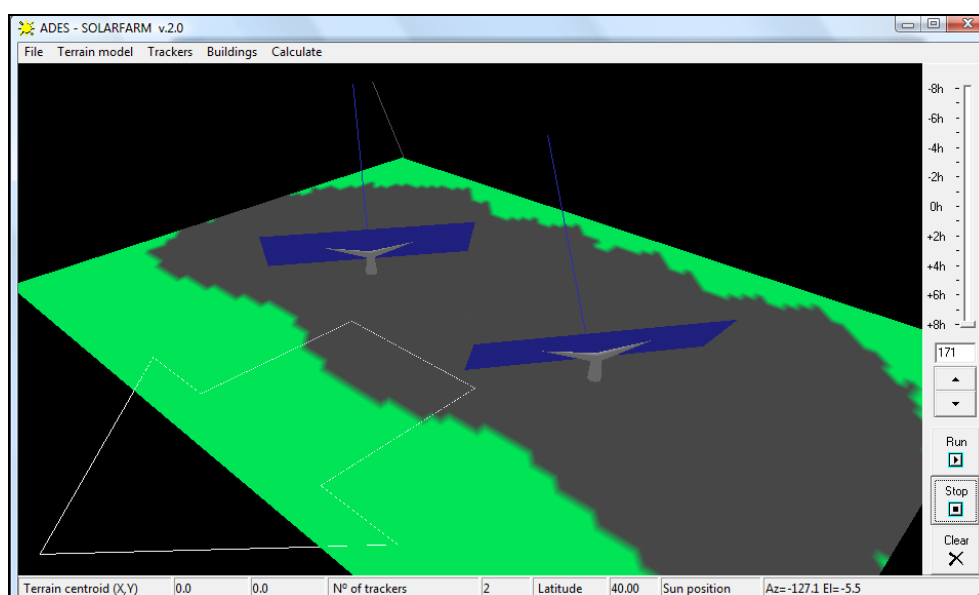 ADES - SOLARFARM v.2.0
File Terrain model Trackers Buildings Calculate
-8h
-6h
-4h
-2h
0h
+2h
+4h
+6h
+8h
171
Run
Stop
Clear
Terrain centroid (X,Y) 0.0 0.0 Nº of trackers 2 Latitude 40.00 Sun position Az=-127.1 El=-5.5